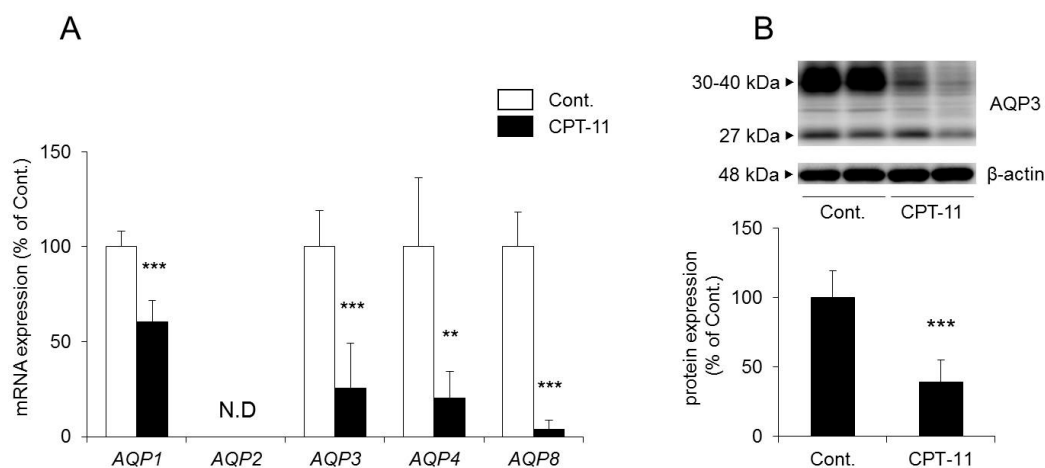 A
Cont.
CPT-11
mRNA expression (% of Cont.)
150
100
50
0
***
N.D
***
**
***
AQP1 AQP2 AQP3 AQP4 AQP8
B
30-40 kDa
AQP3
27 kDa
48 kDa
β-actin
Cont. CPT-11
protein expression
(% of Cont.)
150
100
50
0
***
Cont. CPT-11